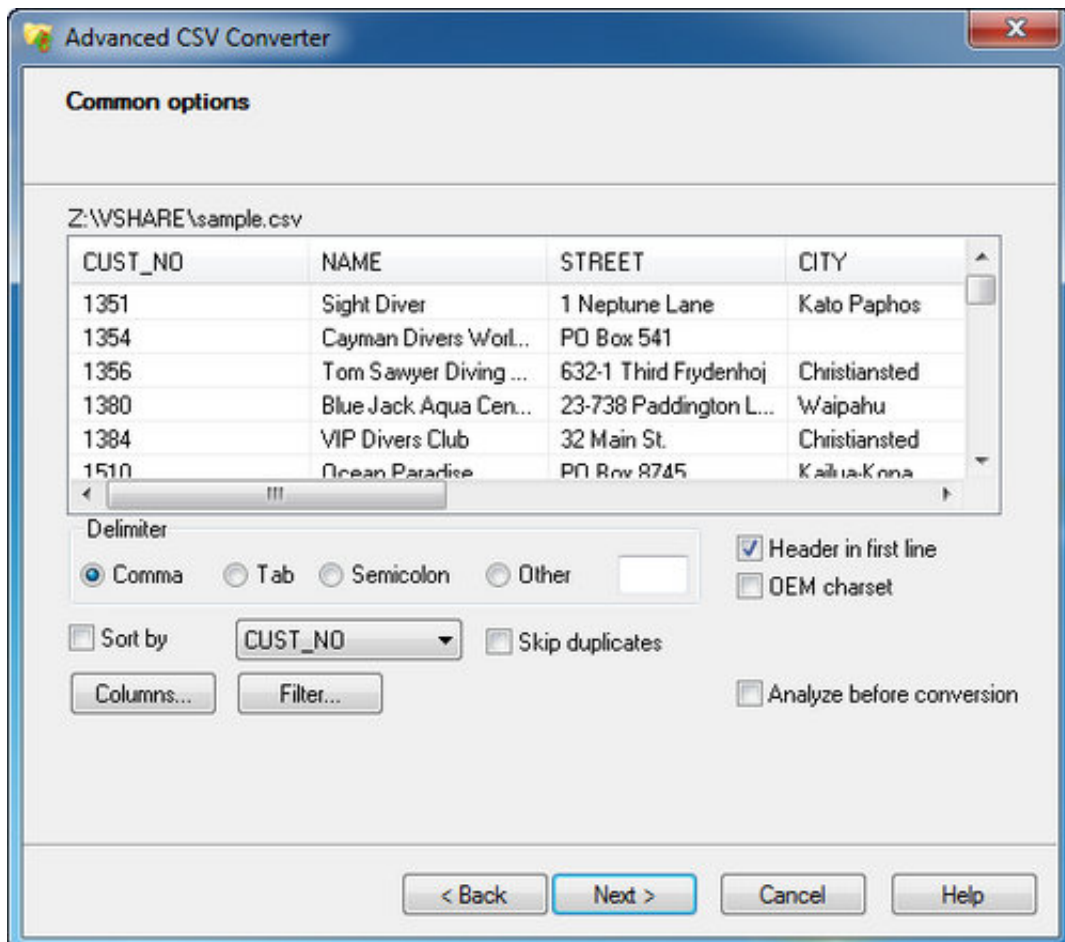 Advanced CSV Converter
Common options
Z:\VSHARE\sample.csv
CUST_NO NAME STREET CITY
1351 Sight Diver 1 Neptune Lane Kato Paphos
1354 Cayman Divers Worl... PO Box 541
1356 Tom Sawyer Diving ... 632-1 Third Frydenhoj Christiansted
1380 Blue Jack Aqua Cen... 23-738 Paddington L... Waipahu
1384 VIP Divers Club 32 Main St. Christiansted
1510 Ocean Paradise PO Box 8745 Kailua-Kona
Delimiter
Comma Tab Semicolon Other
Header in first line
OEM charset
Sort by CUST_NO Skip duplicates
Columns... Filter... Analyze before conversion
< Back Next > Cancel Help